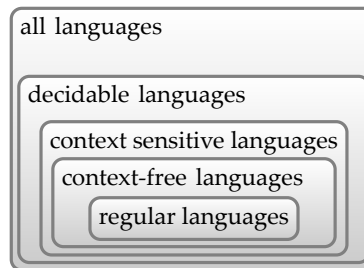 all languages
decidable languages
context sensitive languages
context-free languages
regular languages